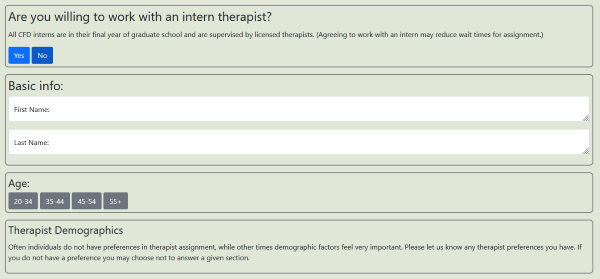 Are you willing to work with an intern therapist?
All CFD interns are in their final year of graduate school and are supervised by licensed therapists. (Agreeing to work with an intern may reduce wait times for assignment.)
Yes No
Basic info:
First Name:
Last Name:
Age:
20-34 35-44 45-54 55+
Therapist Demographics
Often individuals do not have preferences in therapist assignment, while other times demographic factors feel very important. Please let us know any therapist preferences you have. If
you do not have a preference you may choose not to answer a given section.